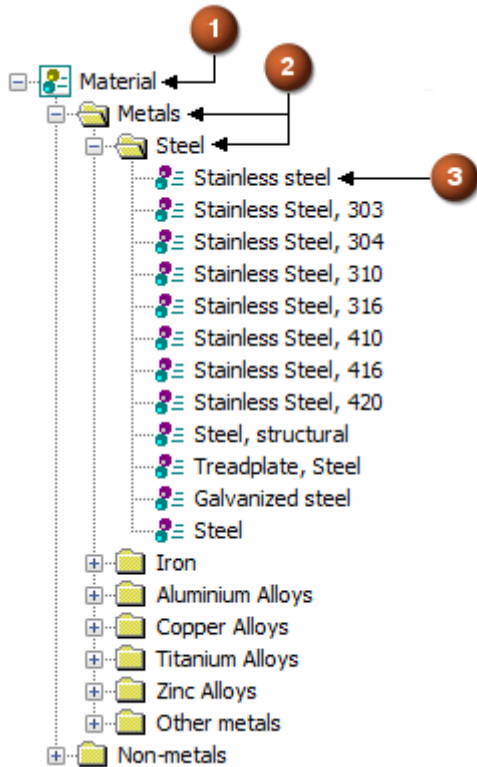 1
Material
2
Metals
Steel
Stainless steel 3
Stainless Steel, 303
Stainless Steel, 304
Stainless Steel, 310
Stainless Steel, 316
Stainless Steel, 410
Stainless Steel, 416
Stainless Steel, 420
Steel, structural
Treadplate, Steel
Galvanized steel
Steel
Iron
Aluminium Alloys
Copper Alloys
Titanium Alloys
Zinc Alloys
Other metals
Non-metals